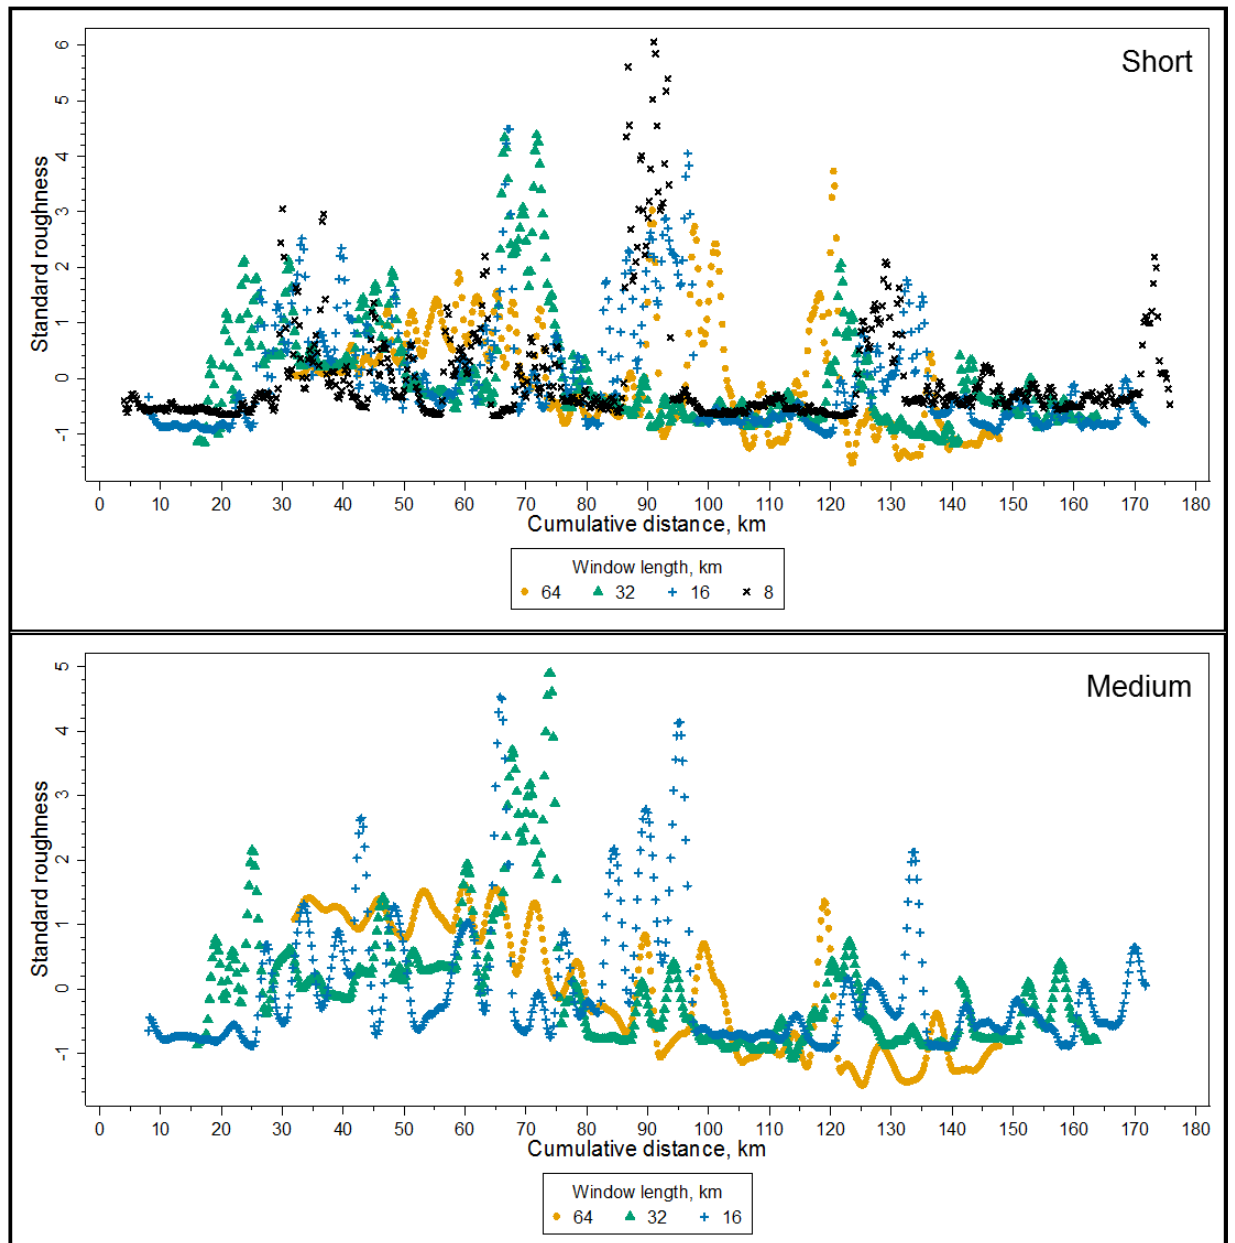 Short
6
5
4
3
2
1
0
-1
Standard roughness
0 10 20 30 40 50 60 70 80 90 100 110 120 130 140 150 160 170 180
Cumulative distance, km
Window length, km
64 32 16 8
Medium
5
4
3
2
1
0
-1
Standard roughness
0 10 20 30 40 50 60 70 80 90 100 110 120 130 140 150 160 170 180
Cumulative distance, km
Window length, km
64 32 16